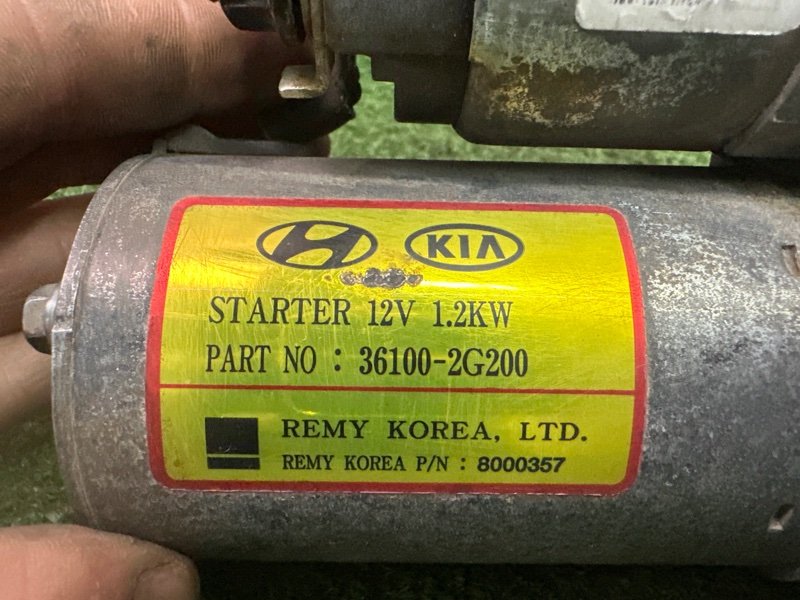 KIA
STARTER 12V 1.2KW
PART NO : 36100-2G200
REMY KOREA, LTD.
REMY KOREA P/N : 8000357